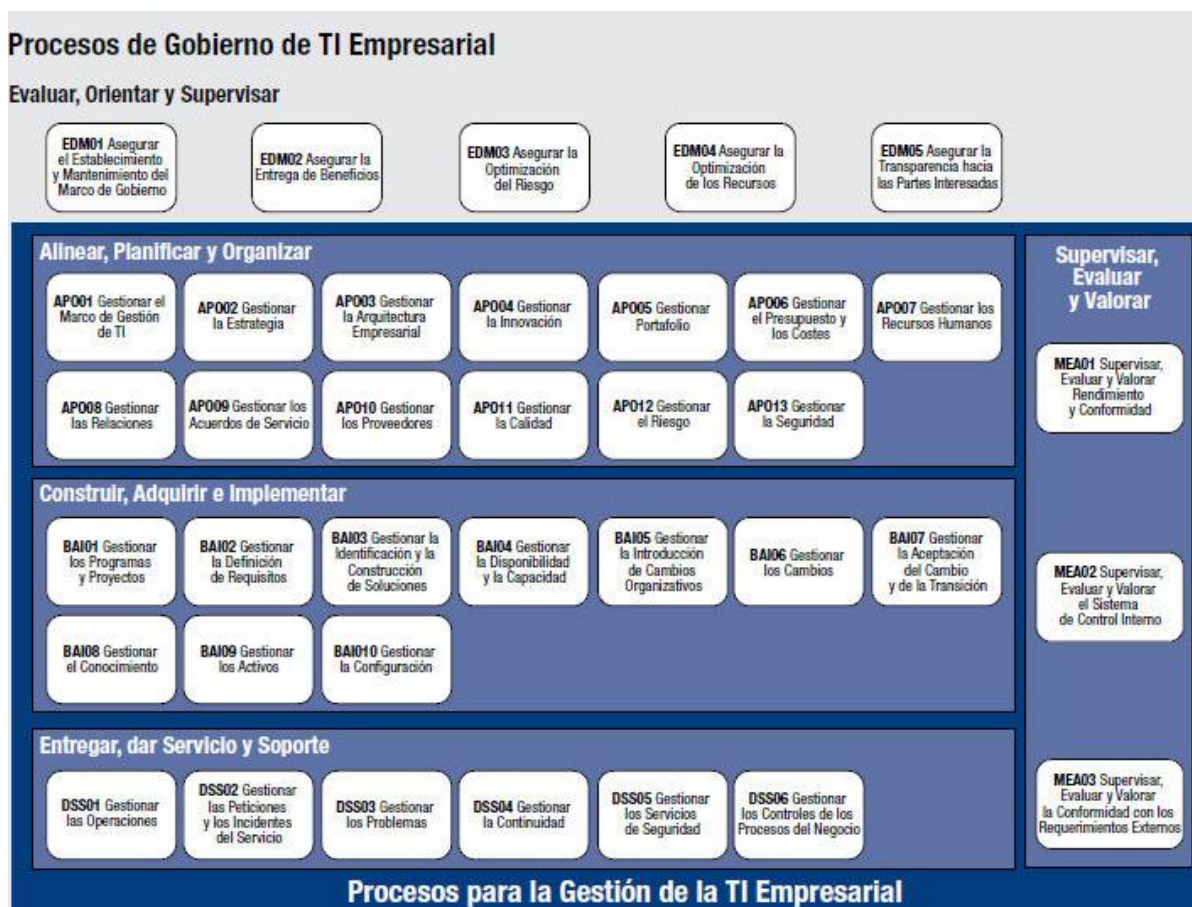 Procesos de Gobierno de TI Empresarial
Evaluar, Orientar y Supervisar
EDM01 Asegurar
el Establecimiento
y Mantenimiento del
Marco de Gobierno
EDM02 Asegurar la
Entrega de Beneficios
EDM03 Asegurar la
Optimización
del Riesgo
EDM04 Asegurar la
Optimización
de los Recursos
EDM05 Asegurar la
Transparencia hacia
las Partes Interesadas
Alinear, Planificar y Organizar
APO01 Gestionar el
Marco de Gestión
de TI
APO02 Gestionar
la Estrategia
APO03 Gestionar
la Arquitectura
Empresarial
APO04 Gestionar
la Innovación
APO05 Gestionar
Portafolio
APO06 Gestionar
el Presupuesto y
los Costes
APO07 Gestionar los
Recursos Humanos
APO08 Gestionar
las Relaciones
APO09 Gestionar los
Acuerdos de Servicio
APO10 Gestionar
los Proveedores
APO11 Gestionar
la Calidad
APO12 Gestionar
el Riesgo
APO13 Gestionar
la Seguridad
Construir, Adquirir e Implementar
BAI01 Gestionar
los Programas
y Proyectos
BAI02 Gestionar
la Definición
de Requisitos
BAI03 Gestionar la
Identificación y la
Construcción
de Soluciones
BAI04 Gestionar
la Disponibilidad
y la Capacidad
BAI05 Gestionar
la Introducción
de Cambios
Organizativos
BAI06 Gestionar
los Cambios
BAI07 Gestionar
la Aceptación
del Cambio
y de la Transición
BAI08 Gestionar
el Conocimiento
BAI09 Gestionar
los Activos
BAI010 Gestionar
la Configuración
Entregar, dar Servicio y Soporte
DSS01 Gestionar
las Operaciones
DSS02 Gestionar
las Peticiones
y los Incidentes
del Servicio
DSS03 Gestionar
los Problemas
DSS04 Gestionar
la Continuidad
DSS05 Gestionar
los Servicios
de Seguridad
DSS06 Gestionar
los Controles de los
Procesos del Negocio
Supervisar,
Evaluar
y Valorar
MEA01 Supervisar,
Evaluar y Valorar
Rendimiento
y Conformidad
MEA02 Supervisar,
Evaluar y Valorar
el Sistema
de Control Interno
MEA03 Supervisar,
Evaluar y Valorar
la Conformidad con los
Requerimientos Externos
Procesos para la Gestión de la TI Empresarial